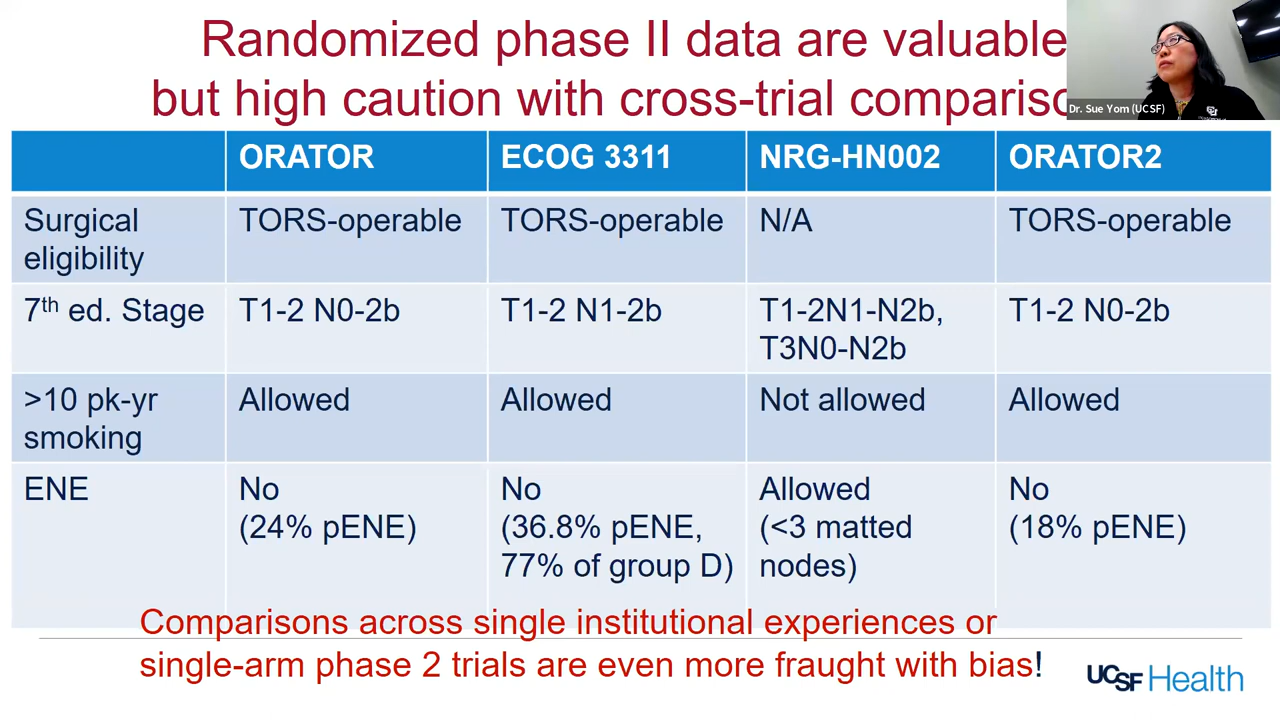 Randomized phase II data are valuable
but high caution with cross-trial
Dr. Sue Yom (UCSF)
ORATOR ECOG 3311 NRG-HN002 ORATOR2
Surgical eligibility TORS-operable TORS-operable N/A TORS-operable
7th ed. Stage T1-2 N0-2b T1-2 N1-2b T1-2N1-N2b, T3N0-N2b T1-2 N0-2b
>10 pk-yr smoking Allowed Allowed Not allowed Allowed
ENE No (24% pENE) No (36.8% pENE, 77% of group D) Allowed (<3 matted nodes) No (18% pENE)
Comparisons across single institutional experiences or
single-arm phase 2 trials are even more fraught with bias!
UCSF Health